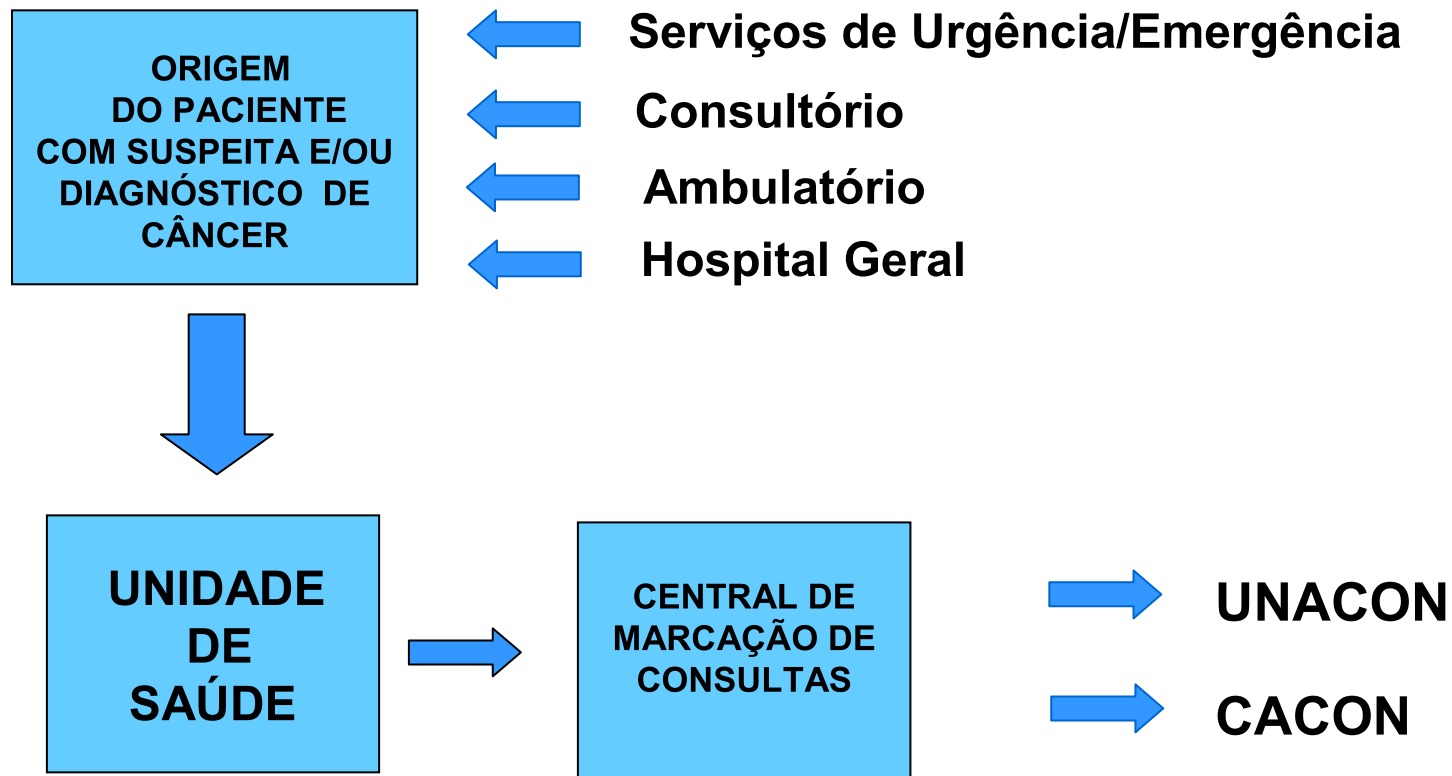 ORIGEM
DO PACIENTE
COM SUSPEITA E/OU
DIAGNÓSTICO DE
CÂNCER
Serviços de Urgência/Emergência
Consultório
Ambulatório
Hospital Geral
UNIDADE
DE
SAÚDE
CENTRAL DE
MARCAÇÃO DE
CONSULTAS
UNACON
CACON